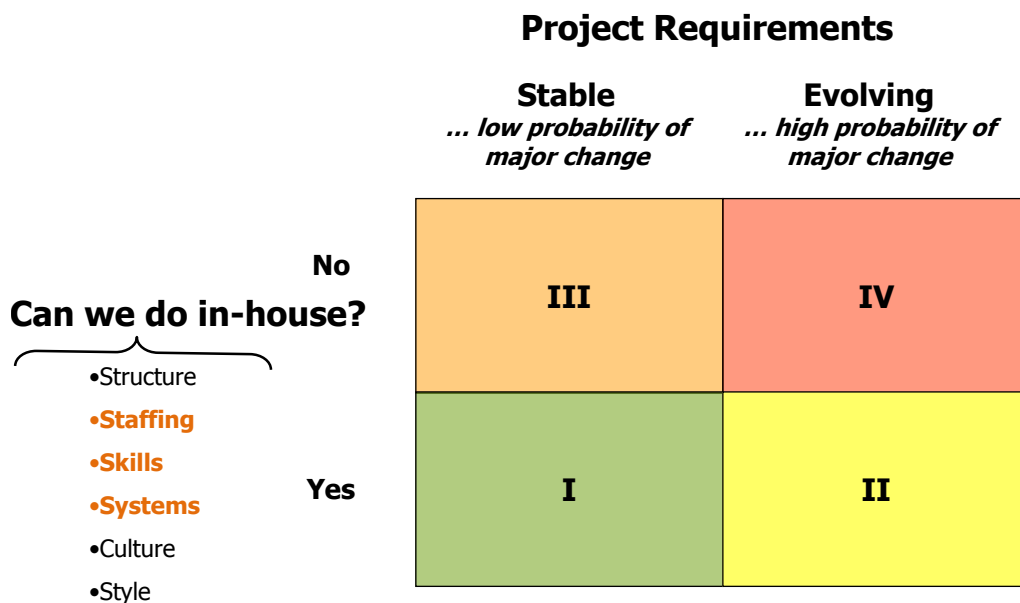 Project Requirements
Stable
... low probability of
major change
Evolving
... high probability of
major change
No
Can we do in-house?
•Structure
•Staffing
•Skills
•Systems
•Culture
•Style
Yes
III
IV
I
II